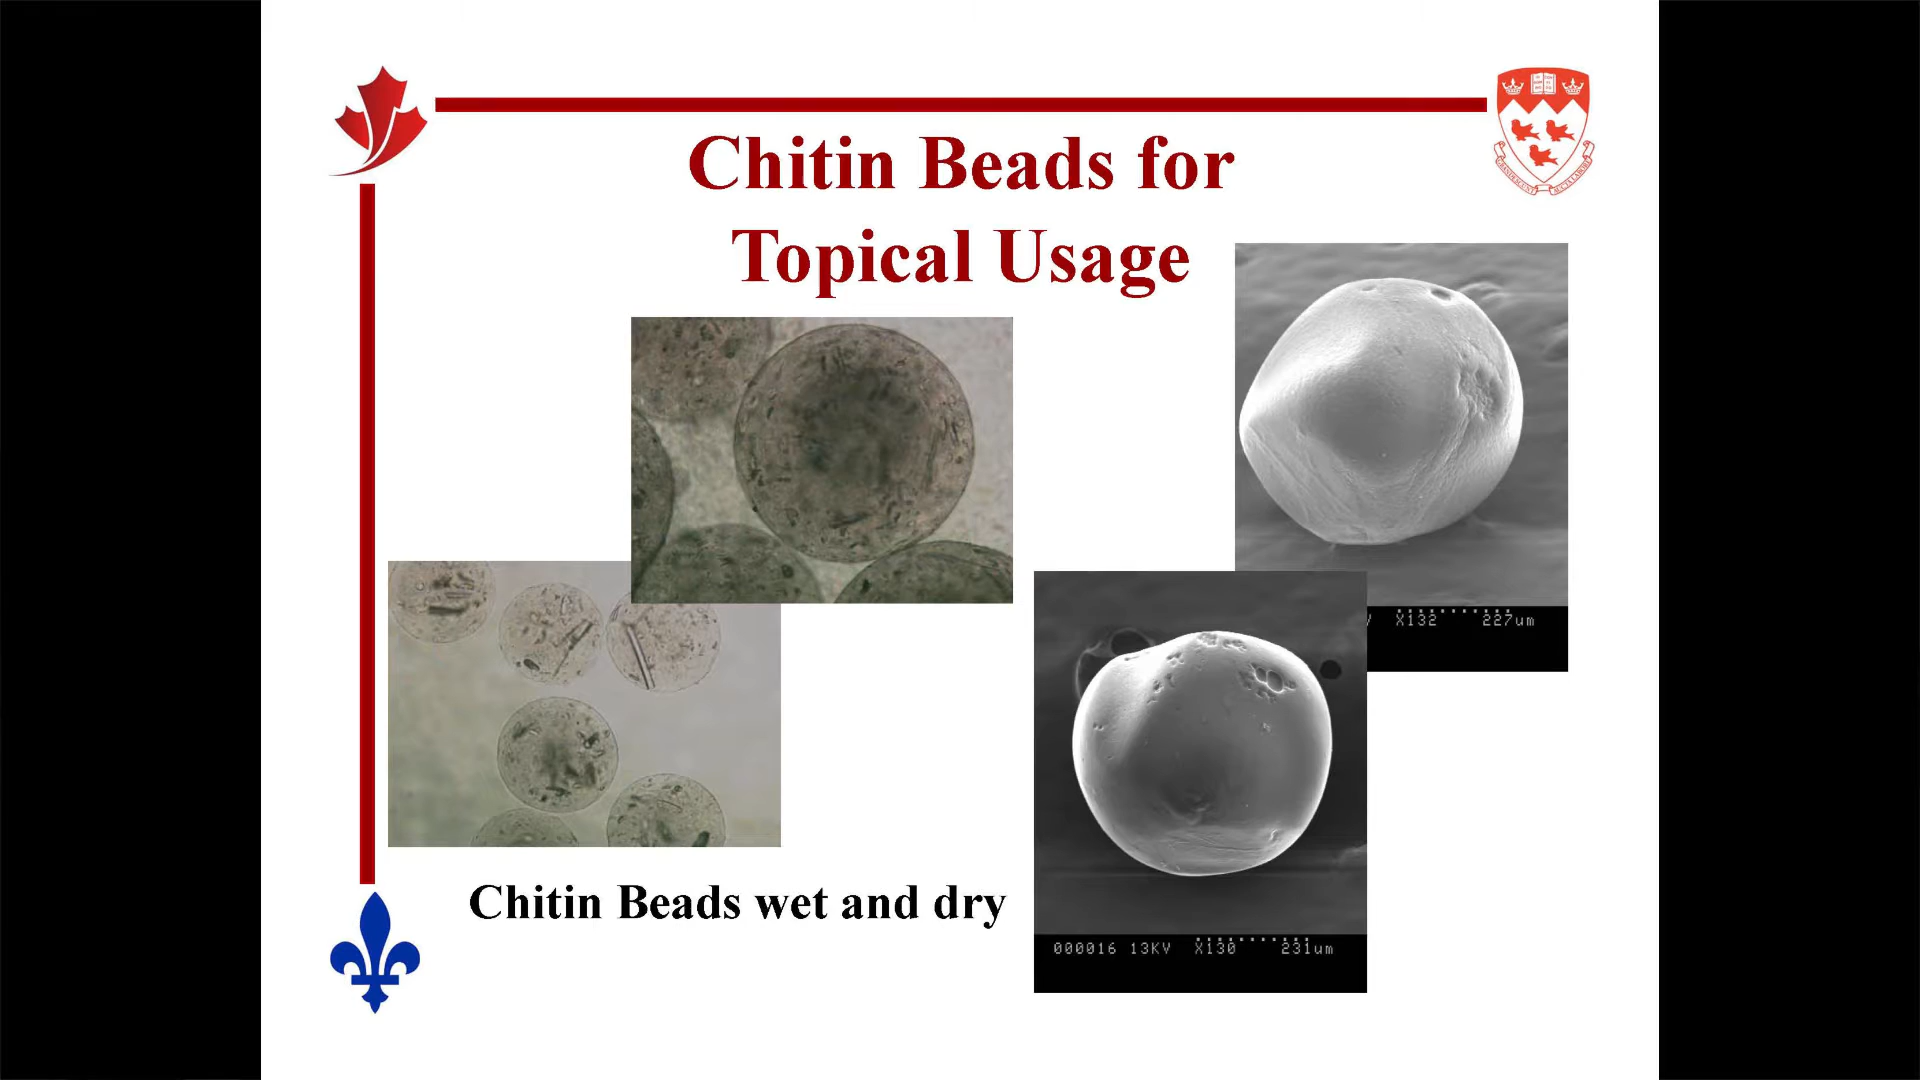 Chitin Beads for
Topical Usage
X132 227um
Chitin Beads wet and dry
000016 13KV X130 231um